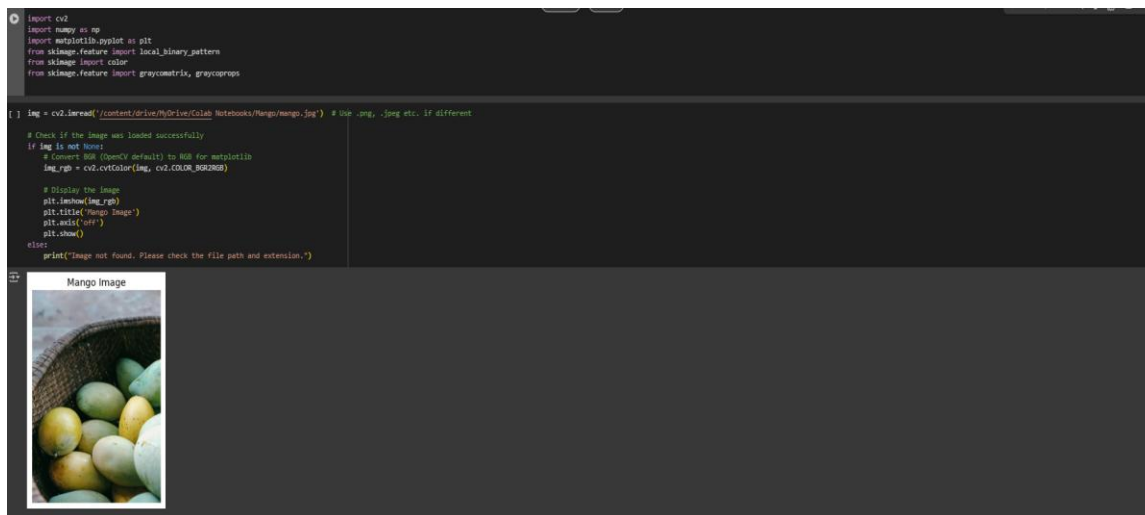 import cv2
import numpy as np
import matplotlib.pyplot as plt
from skimage.feature import local_binary_pattern
from skimage import color
from skimage.feature import graycomatrix, graycoprops
[ ] img = cv2.imread('/content/drive/MyDrive/Colab Notebooks/Mango/mango.jpg') # Use .png, .jpeg etc. if different
# Check if the image was loaded successfully
if img is not None:
# Convert BGR (OpenCV default) to RGB for matplotlib
img_rgb = cv2.cvtColor(img, cv2.COLOR_BGR2RGB)
# Display the image
plt.imshow(img_rgb)
plt.title('Mango Image')
plt.axis('off')
plt.show()
else:
print("Image not found. Please check the file path and extension.")
Mango Image